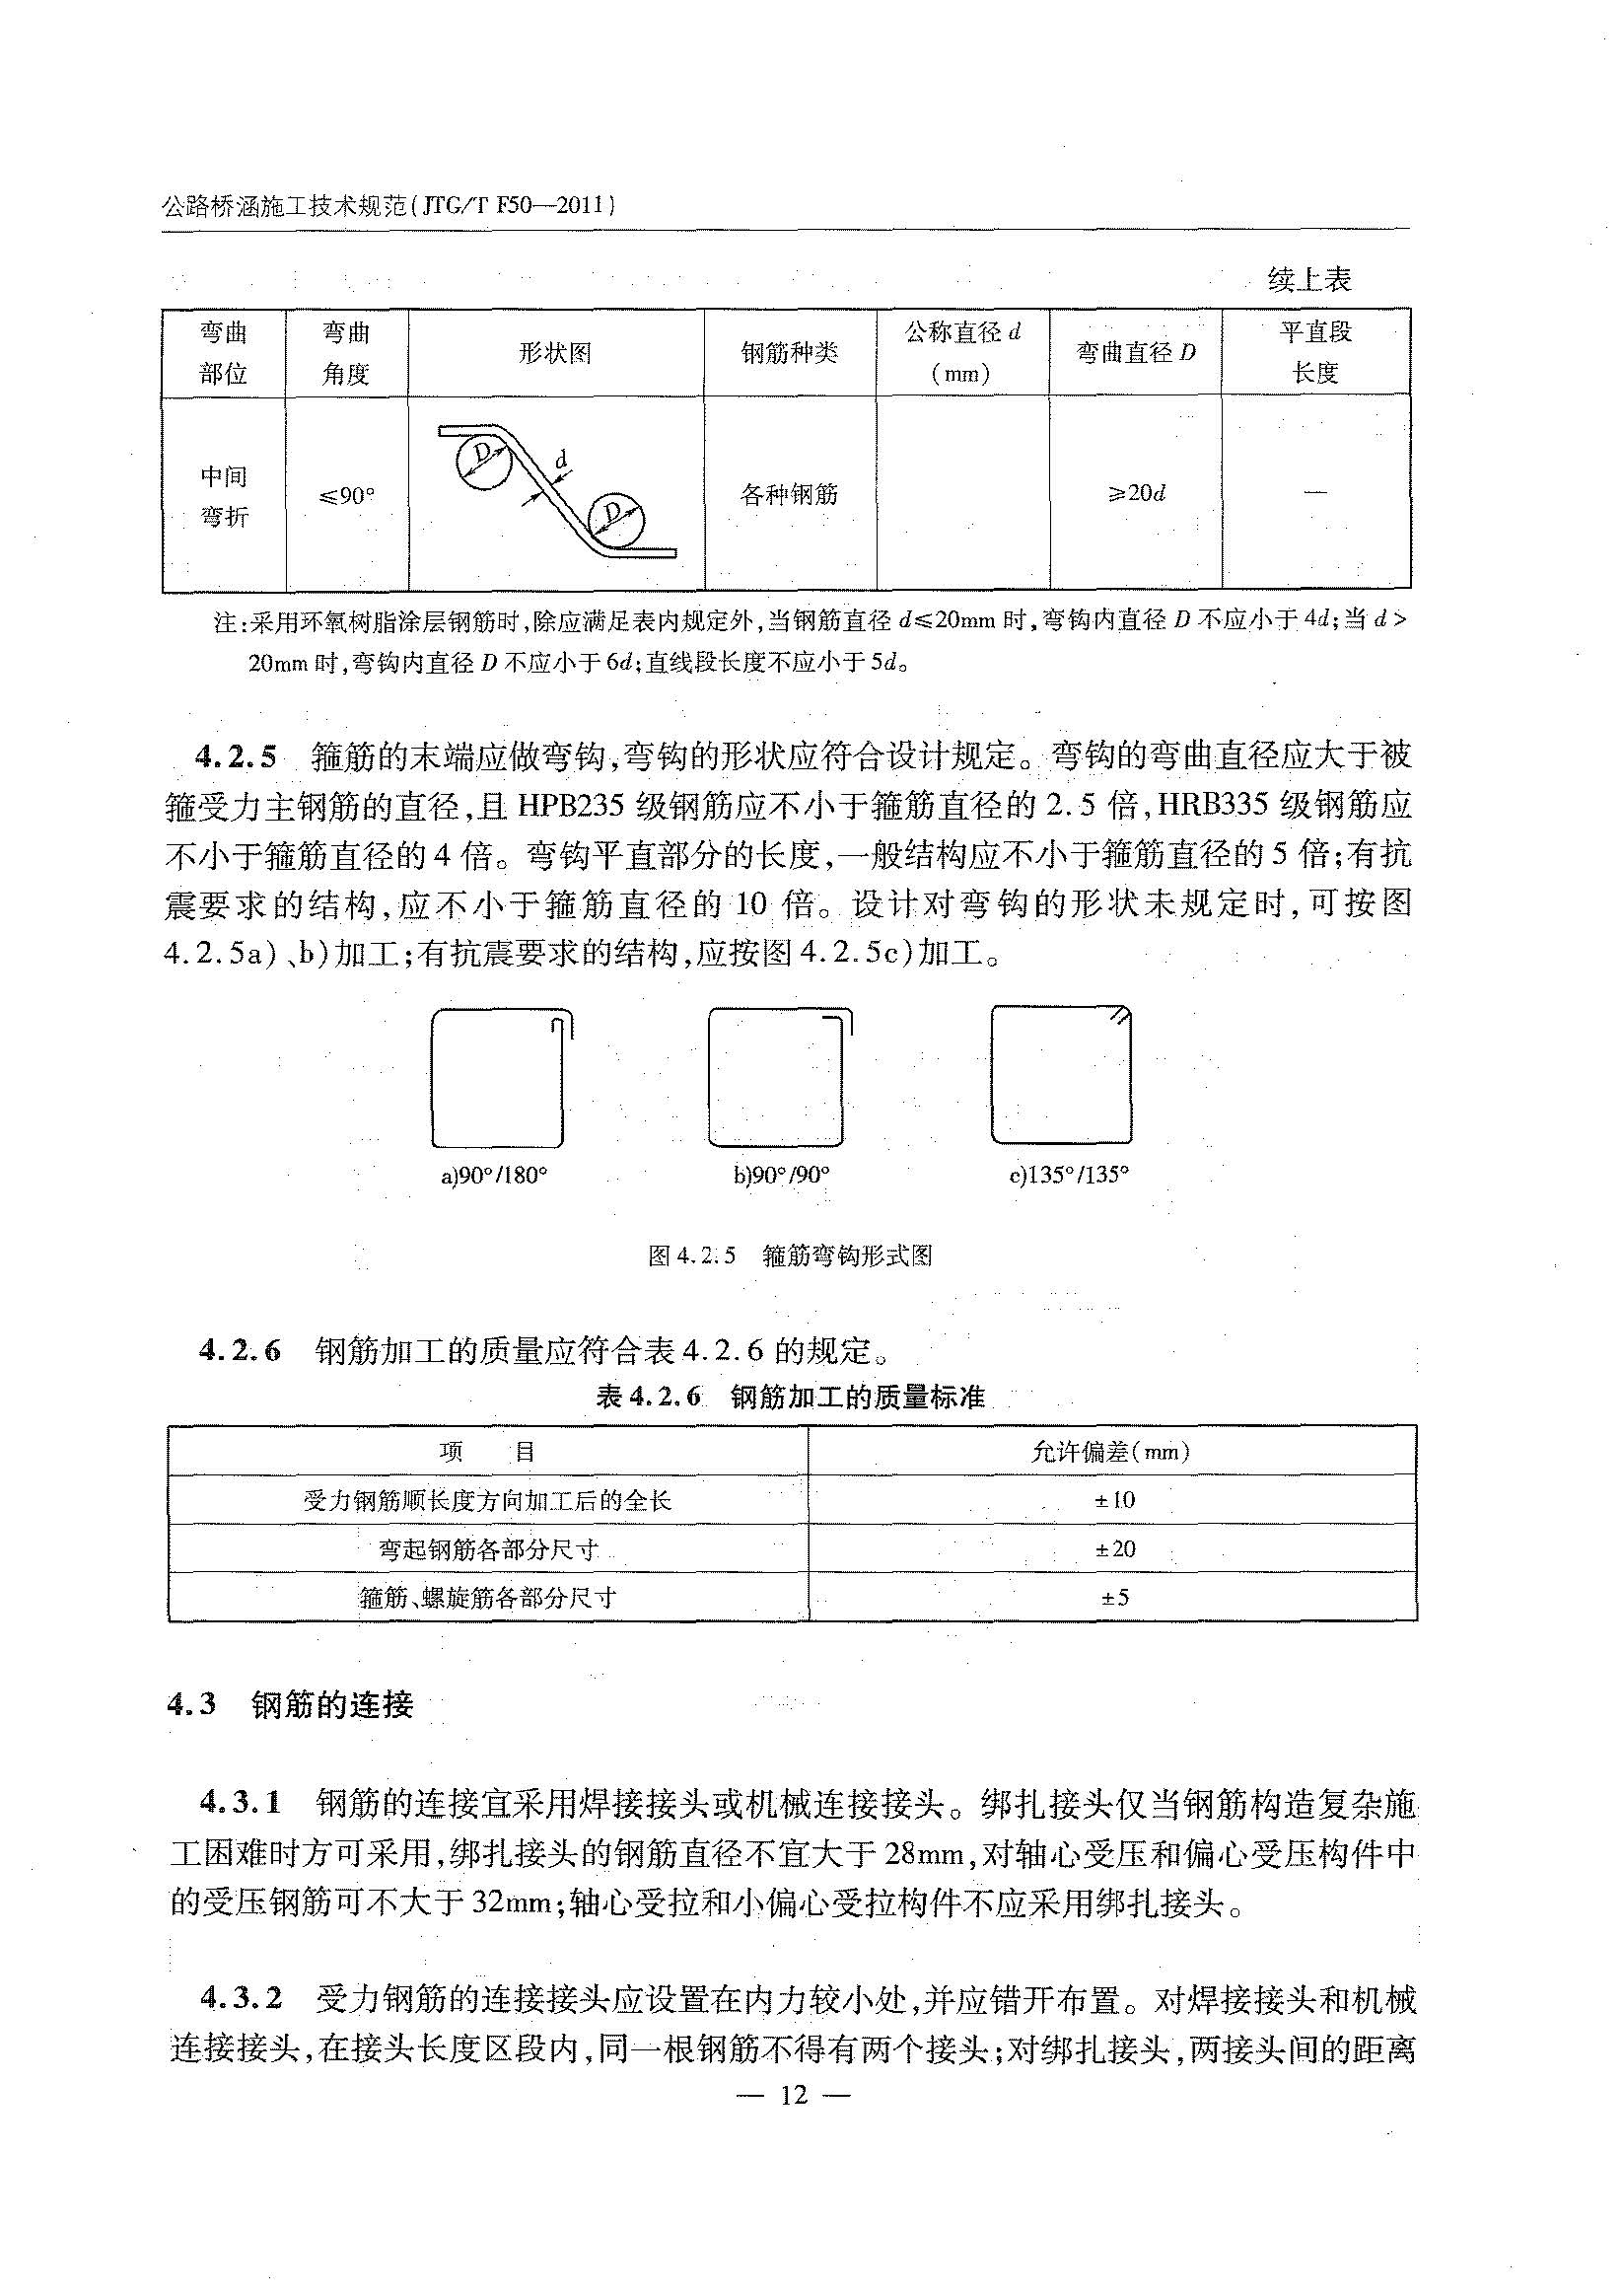 公路桥涵施工技术规范(JTG/T F50—2011)
续上表
弯曲部位 弯曲角度 形状图 钢筋种类 公称直径 d (mm) 弯曲直径 D 平直段长度
中间弯折 ≤90° D d D 各种钢筋 ≥20d —
注:采用环氧树脂涂层钢筋时,除应满足表内规定外,当钢筋直径 d≤20mm 时,弯钩内直径 D 不应小于 4d;当 d>
20mm 时,弯钩内直径 D 不应小于 6d;直线段长度不应小于 5d。
4.2.5 箍筋的末端应做弯钩,弯钩的形状应符合设计规定。弯钩的弯曲直径应大于被
箍受力主钢筋的直径,且 HPB235 级钢筋应不小于箍筋直径的 2.5 倍,HRB335 级钢筋应
不小于箍筋直径的 4 倍。弯钩平直部分的长度,一般结构应不小于箍筋直径的 5 倍;有抗
震要求的结构,应不小于箍筋直径的 10 倍。设计对弯钩的形状未规定时,可按图
4.2.5a)、b)加工;有抗震要求的结构,应按图 4.2.5c)加工。
a)90°/180° b)90°/90° c)135°/135°
图 4.2.5 箍筋弯钩形式图
4.2.6 钢筋加工的质量应符合表 4.2.6 的规定。
表 4.2.6 钢筋加工的质量标准
项 目 允许偏差(mm)
受力钢筋顺长度方向加工后的全长 ±10
弯起钢筋各部分尺寸 ±20
箍筋、螺旋筋各部分尺寸 ±5
4.3 钢筋的连接
4.3.1 钢筋的连接宜采用焊接接头或机械连接接头。绑扎接头仅当钢筋构造复杂施
工困难时方可采用,绑扎接头的钢筋直径不宜大于 28mm,对轴心受压和偏心受压构件中
的受压钢筋可不大于 32mm;轴心受拉和小偏心受拉构件不应采用绑扎接头。
4.3.2 受力钢筋的连接接头应设置在内力较小处,并应错开布置。对焊接接头和机械
连接接头,在接头长度区段内,同一根钢筋不得有两个接头;对绑扎接头,两接头间的距离
— 12 —